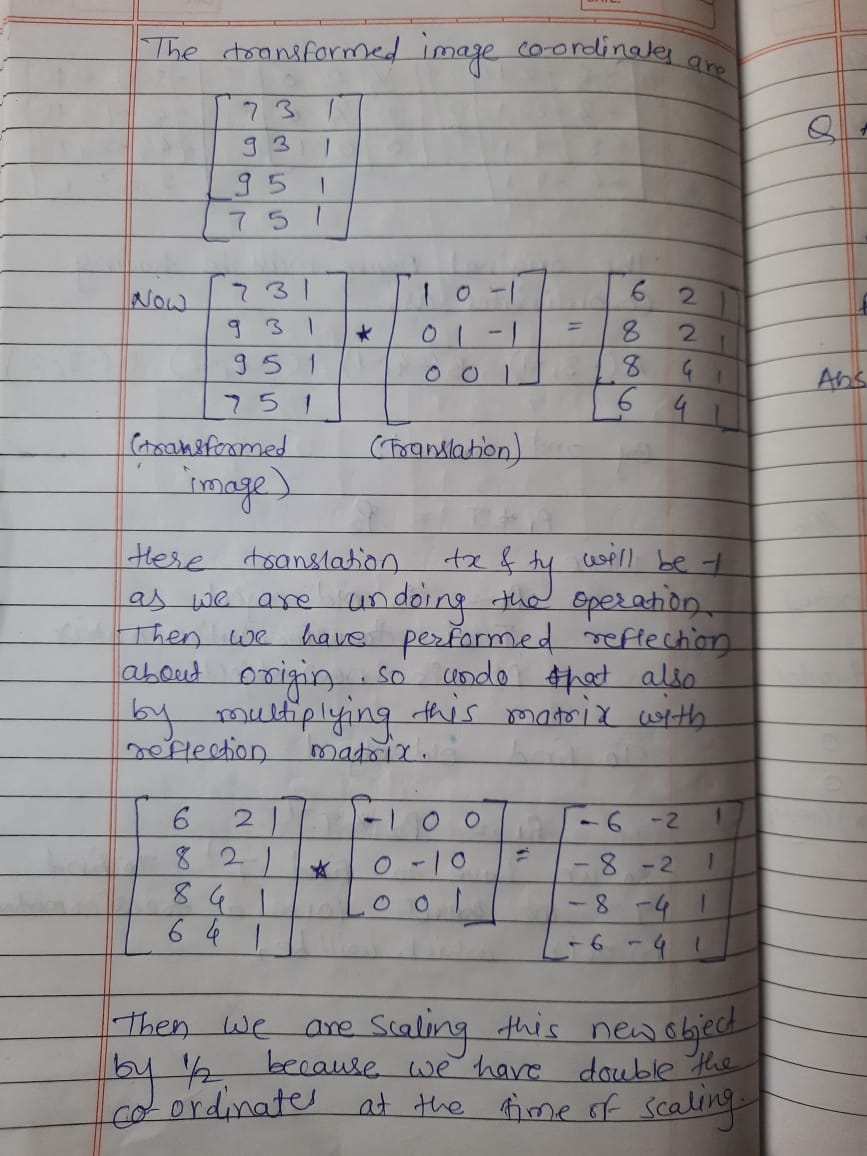 The transformed image co-ordinates are
7 3 1
9 3 1
9 5 1
7 5 1
Q
Now 7 3 1 * 1 0 -1 = 6 2 1
9 3 1 0 1 -1 8 2 1
9 5 1 0 0 1 8 4 1
7 5 1 6 4 1
Ans
(transformed (Translation)
image)
Here translation tx & ty will be -1
as we are undoing the operation.
Then we have performed reflection
about origin. so undo that also
by multiplying this matrix with
reflection matrix.
6 2 1 * -1 0 0 = -6 -2 1
8 2 1 0 -1 0 -8 -2 1
8 4 1 0 0 1 -8 -4 1
6 4 1 -6 -4 1
Then we are scaling this new object
by 1/2 because we have double the
co-ordinates at the time of scaling.